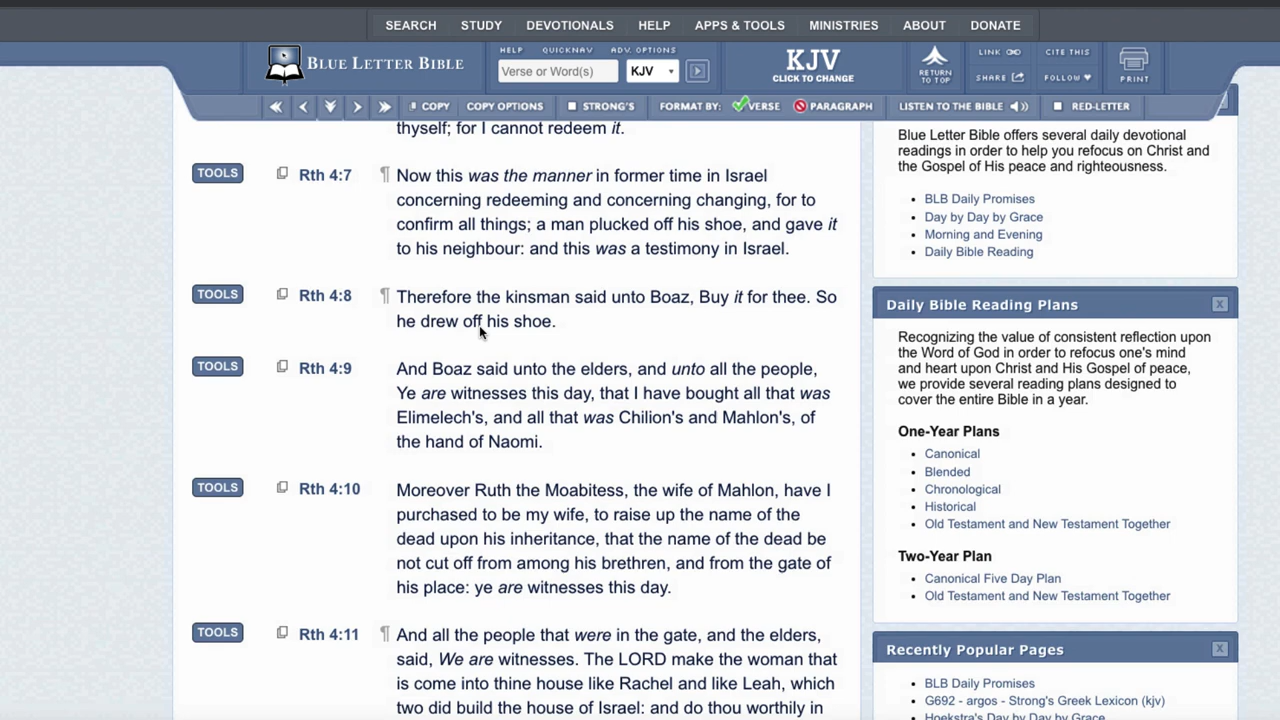 SEARCH STUDY DEVOTIONALS HELP APPS & TOOLS MINISTRIES ABOUT DONATE
BLUE LETTER BIBLE
HELP QUICKNAV ADV. OPTIONS
Verse or Word(s) KJV
KJV
CLICK TO CHANGE
RETURN
TO TOP
LINK CITE THIS
SHARE FOLLOW
PRINT
COPY COPY OPTIONS STRONG'S FORMAT BY: VERSE PARAGRAPH LISTEN TO THE BIBLE RED-LETTER
thyself; for I cannot redeem it.
TOOLS Rth 4:7 ¶ Now this was the manner in former time in Israel
concerning redeeming and concerning changing, for to
confirm all things; a man plucked off his shoe, and gave it
to his neighbour: and this was a testimony in Israel.
TOOLS Rth 4:8 ¶ Therefore the kinsman said unto Boaz, Buy it for thee. So
he drew off his shoe.
TOOLS Rth 4:9 And Boaz said unto the elders, and unto all the people,
Ye are witnesses this day, that I have bought all that was
Elimelech's, and all that was Chilion's and Mahlon's, of
the hand of Naomi.
TOOLS Rth 4:10 Moreover Ruth the Moabitess, the wife of Mahlon, have I
purchased to be my wife, to raise up the name of the
dead upon his inheritance, that the name of the dead be
not cut off from among his brethren, and from the gate of
his place: ye are witnesses this day.
TOOLS Rth 4:11 ¶ And all the people that were in the gate, and the elders,
said, We are witnesses. The LORD make the woman that
is come into thine house like Rachel and like Leah, which
two did build the house of Israel: and do thou worthily in
Blue Letter Bible offers several daily devotional
readings in order to help you refocus on Christ and
the Gospel of His peace and righteousness.
• BLB Daily Promises
• Day by Day by Grace
• Morning and Evening
• Daily Bible Reading
Daily Bible Reading Plans X
Recognizing the value of consistent reflection upon
the Word of God in order to refocus one's mind
and heart upon Christ and His Gospel of peace,
we provide several reading plans designed to
cover the entire Bible in a year.
One-Year Plans
• Canonical
• Blended
• Chronological
• Historical
• Old Testament and New Testament Together
Two-Year Plan
• Canonical Five Day Plan
• Old Testament and New Testament Together
Recently Popular Pages X
• BLB Daily Promises
• G692 - argos - Strong's Greek Lexicon (kjv)
• Hoekstra's Day by Day by Grace